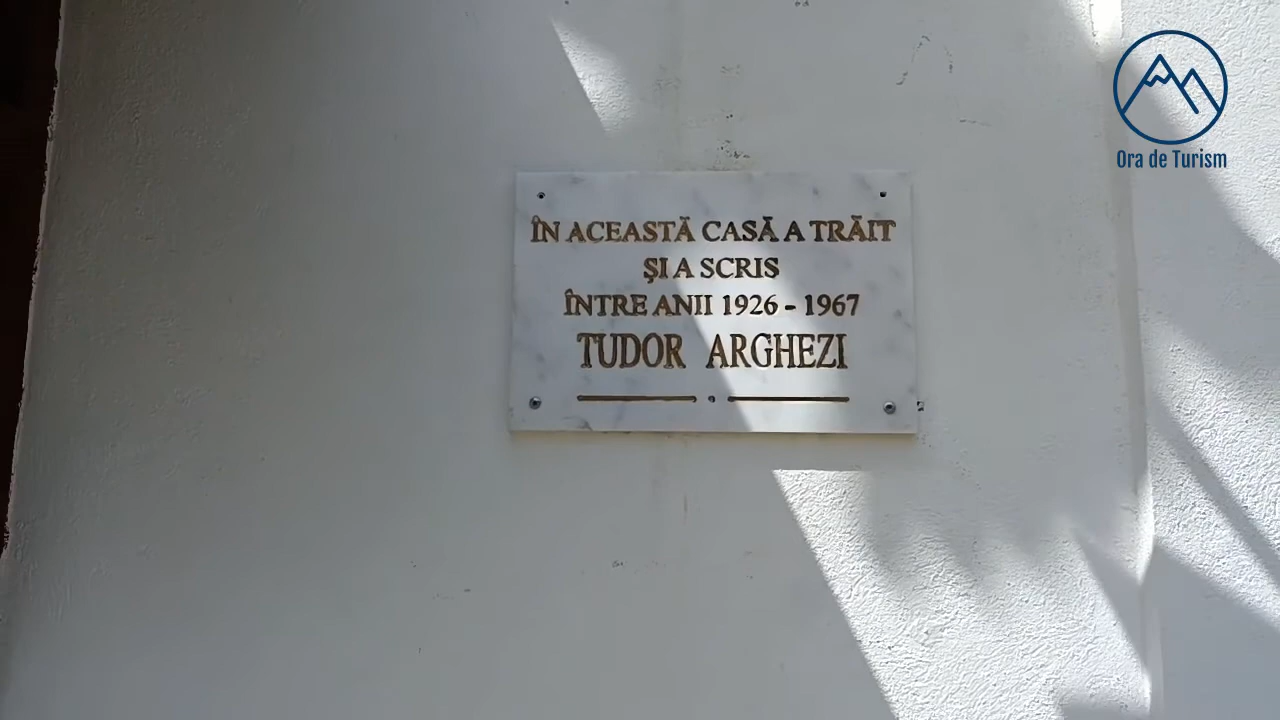 ÎN ACEASTĂ CASĂ A TRĂIT
ŞI A SCRIS
ÎNTRE ANII 1926 - 1967
TUDOR ARGHEZI
Ora de Turism